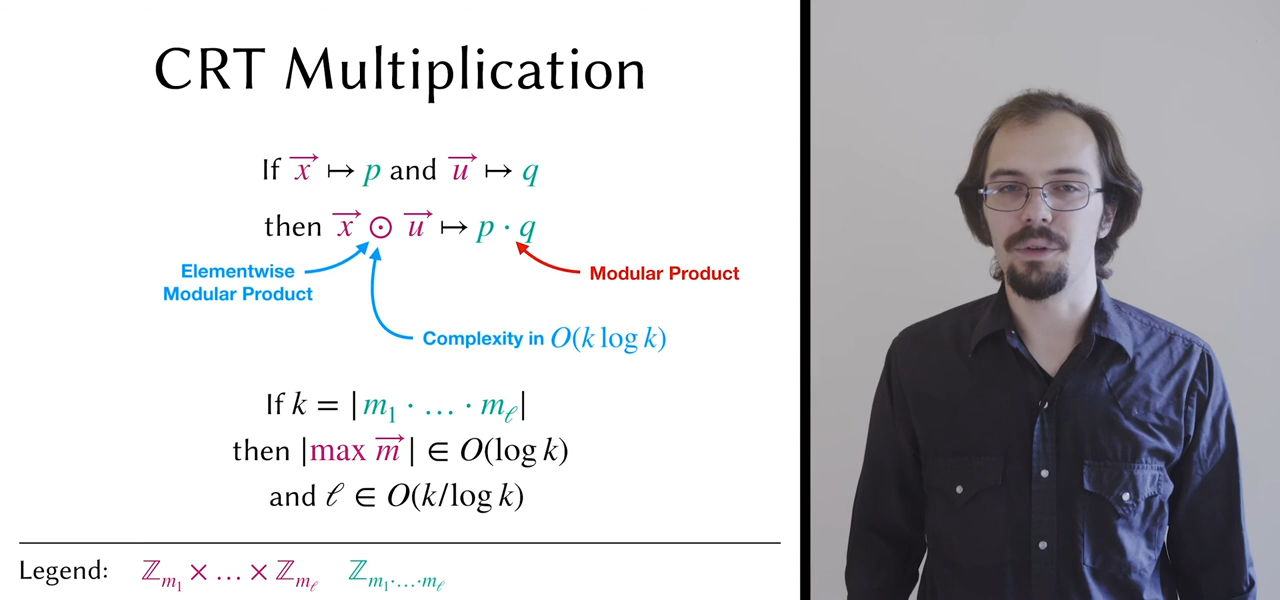 CRT Multiplication
If x⃗ ↦ p and u⃗ ↦ q
then x⃗ ⊙ u⃗ ↦ p · q
Elementwise
Modular Product
Modular Product
Complexity in O(k log k)
If k = |m₁ · … · mℓ|
then |max m⃗| ∈ O(log k)
and ℓ ∈ O(k/log k)
Legend: ℤₘ₁ × … × ℤₘℓ ℤₘ₁·…·ₘℓ